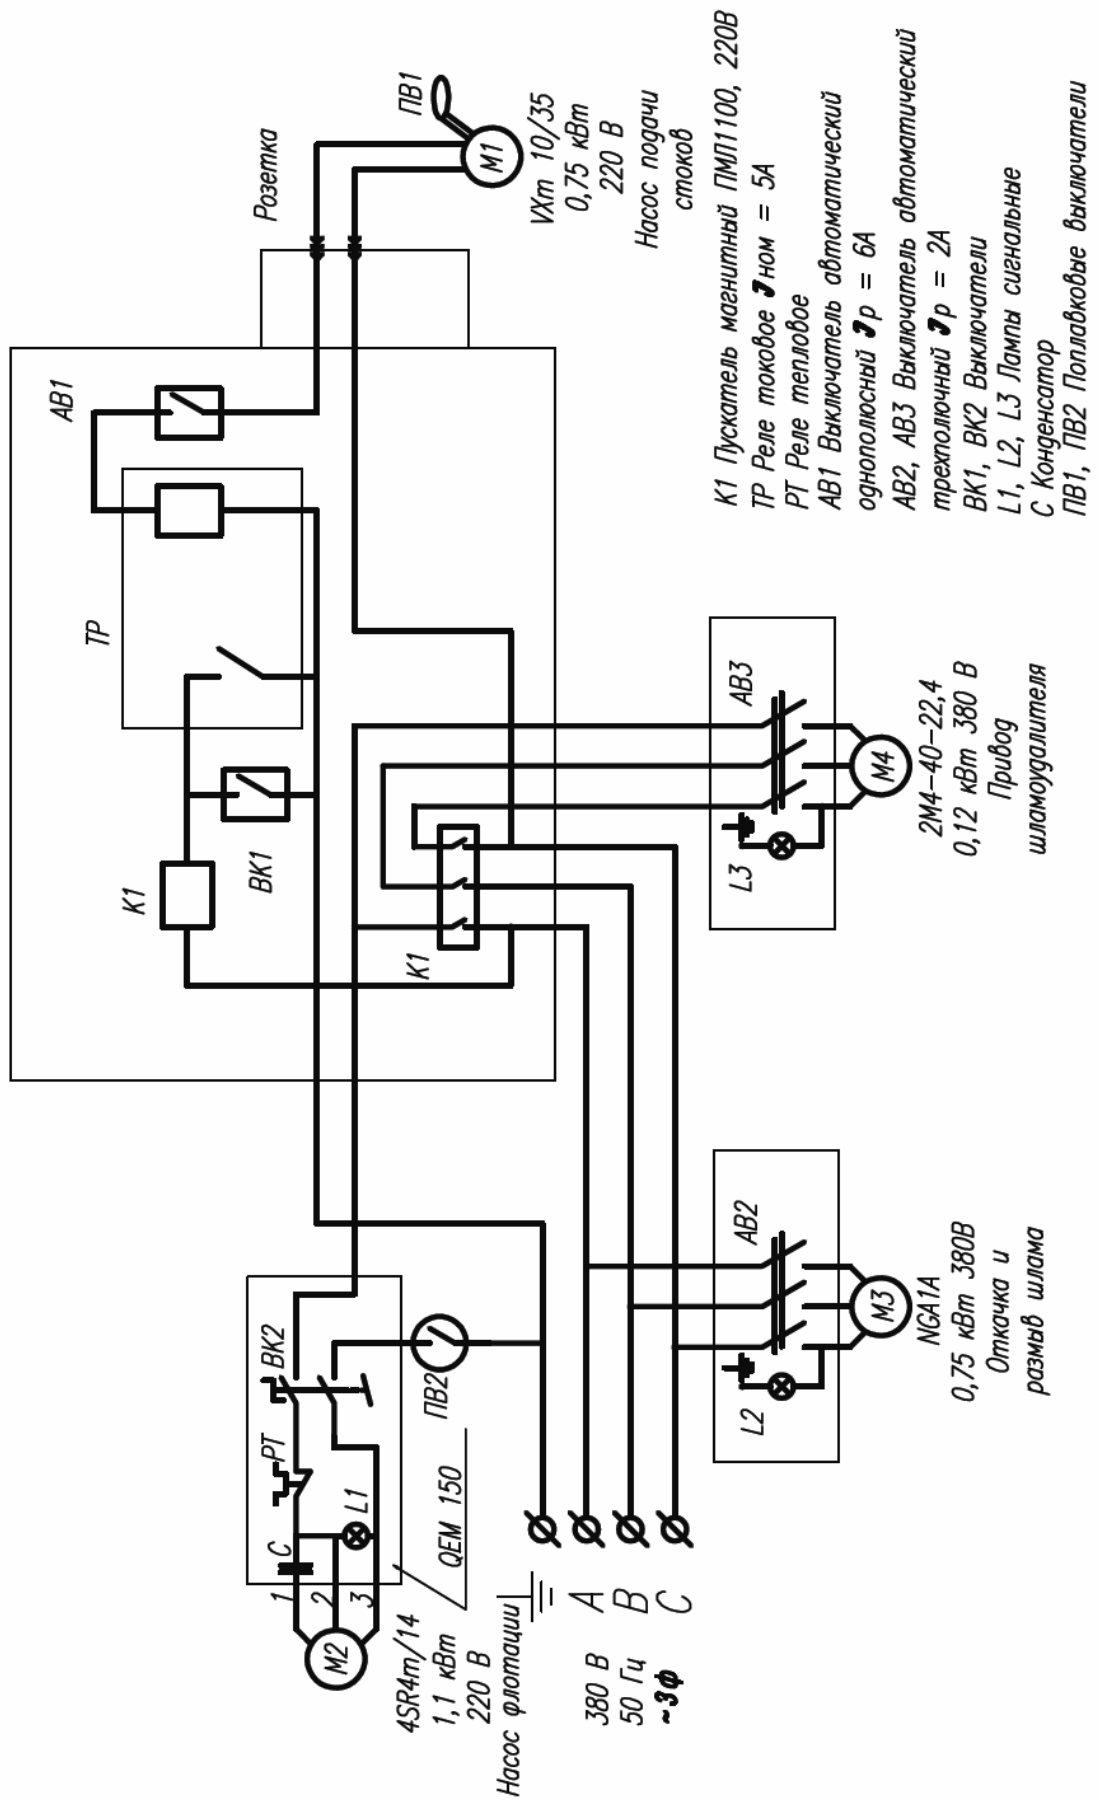 Розетка
ПВ1
М1
VXm 10/35
0,75 кВт
220 В
Насос подачи
стоков
АВ1
ТР
К1
ВК1
К1
К1 Пускатель магнитный ПМЛ1100, 220В
ТР Реле токовое Jном = 5А
РТ Реле тепловое
АВ1 Выключатель автоматический
однополюсный Jр = 6А
АВ2, АВ3 Выключатель автоматический
трехполючный Jр = 2А
ВК1, ВК2 Выключатели
L1, L2, L3 Лампы сигнальные
С Конденсатор
ПВ1, ПВ2 Поплавковые выключатели
АВ3
L3
М4
2М4-40-22,4
0,12 кВт 380 В
Привод
шламоудалителя
АВ2
L2
М3
NGA1A
0,75 кВт 380В
Откачка и
размыв шлама
ВК2
РТ
С
L1
1
2
3
М2
ПВ2
QEM 150
4SR4m/14
1,1 кВт
220 В
Насос флотации
А
В
С
380 В
50 Гц
~3ф